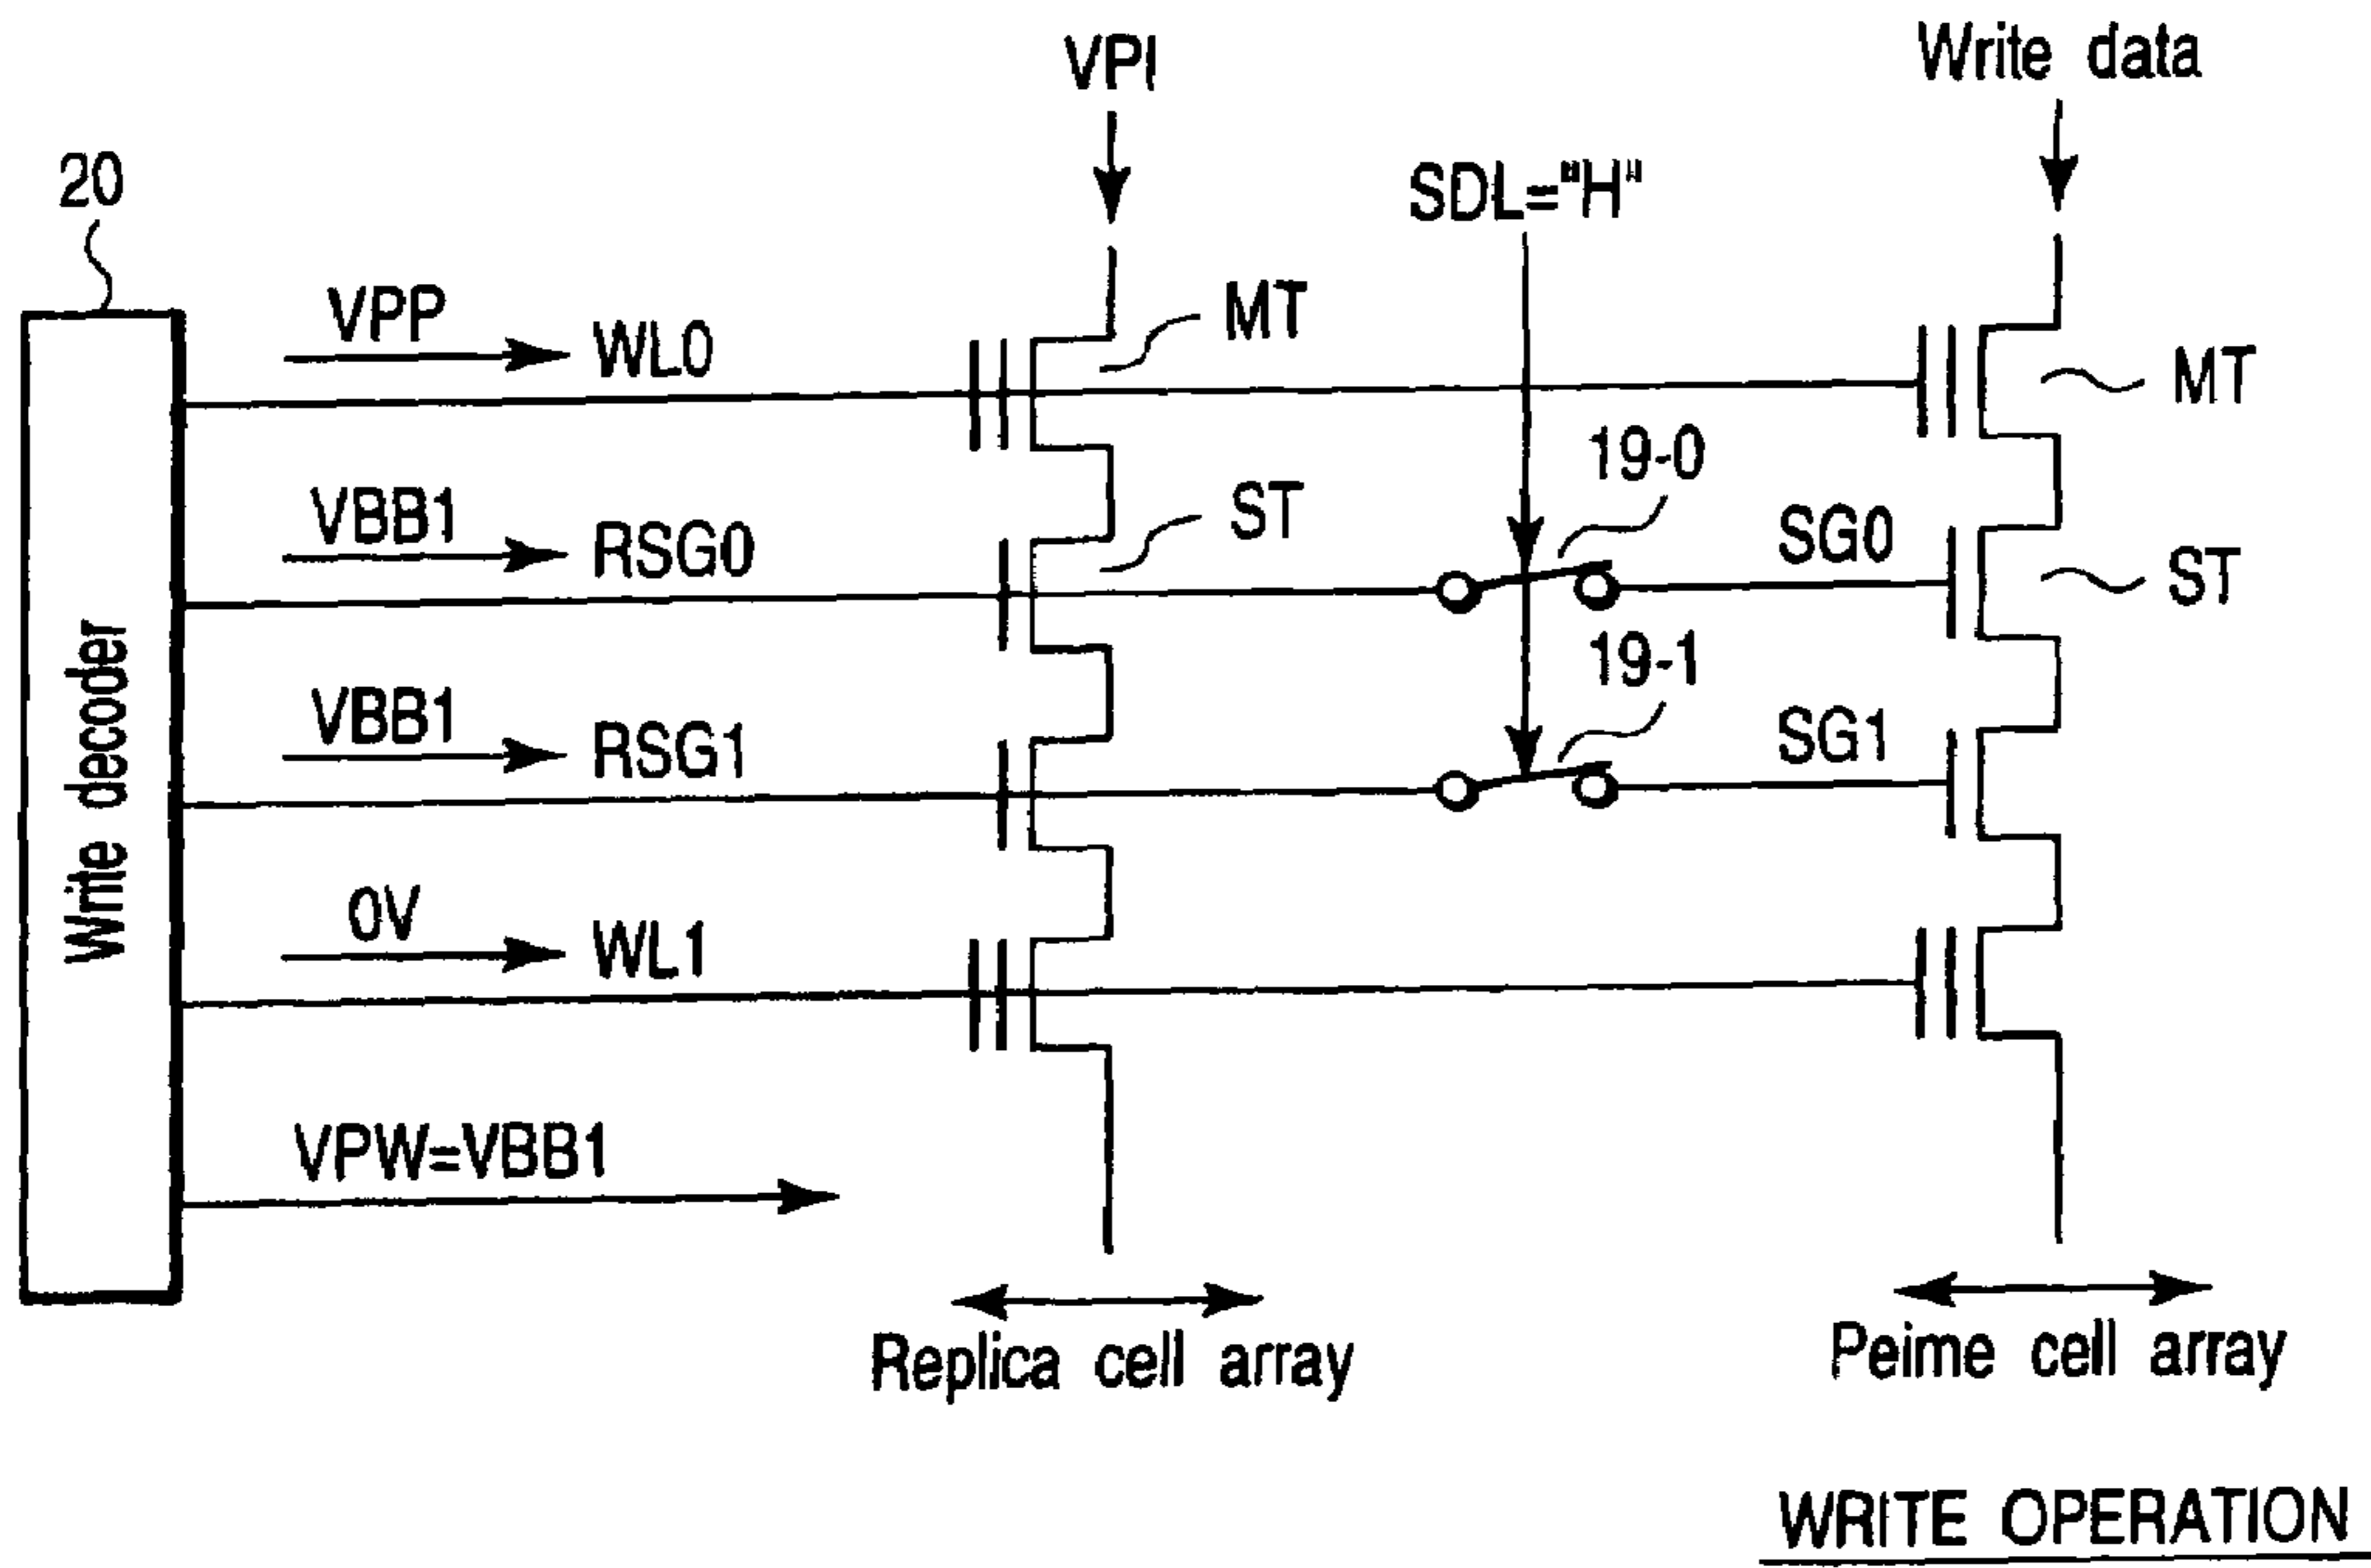 VPI
Write data
20
SDL="H"
VPP
WL0
MT
MT
19-0
VBB1
RSG0
ST
SG0
ST
19-1
VBB1
RSG1
SG1
Write decoder
0V
WL1
VPW=VBB1
Replica cell array
Peime cell array
WRITE OPERATION